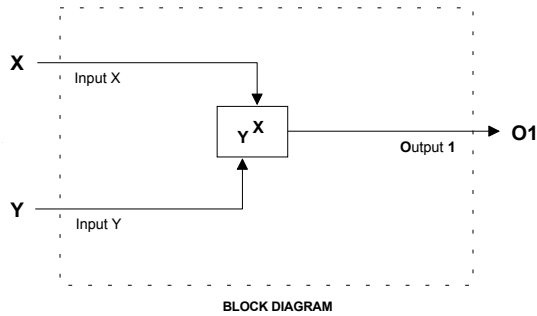 X
Input X
Y X
Output 1
O1
Y
Input Y
BLOCK DIAGRAM